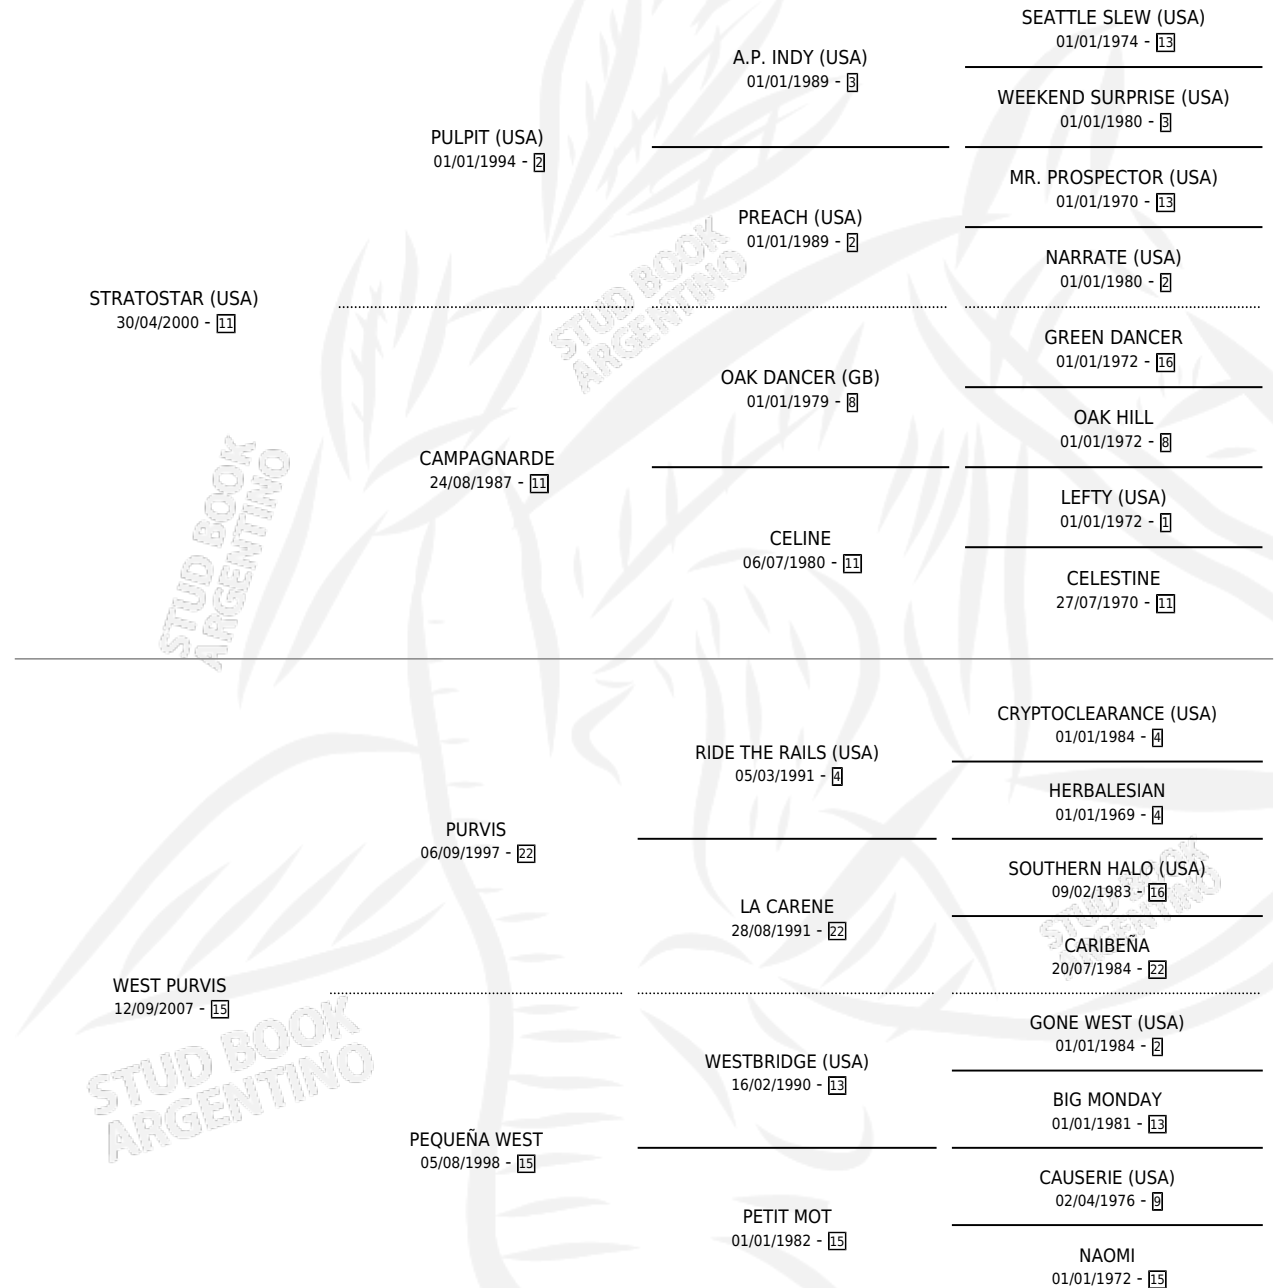 SEATTLE SLEW (USA)
01/01/1974 - 13
A.P. INDY (USA)
01/01/1989 - 3
WEEKEND SURPRISE (USA)
01/01/1980 - 3
PULPIT (USA)
01/01/1994 - 2
MR. PROSPECTOR (USA)
01/01/1970 - 13
PREACH (USA)
01/01/1989 - 2
NARRATE (USA)
01/01/1980 - 2
STRATOSTAR (USA)
30/04/2000 - 11
GREEN DANCER
01/01/1972 - 16
OAK DANCER (GB)
01/01/1979 - 8
OAK HILL
01/01/1972 - 8
CAMPAGNARDE
24/08/1987 - 11
LEFTY (USA)
01/01/1972 - 1
CELINE
06/07/1980 - 11
CELESTINE
27/07/1970 - 11
STUD BOOK
ARGENTINO
STUD BOOK
ARGENTINO
CRYPTOCLEARANCE (USA)
01/01/1984 - 4
RIDE THE RAILS (USA)
05/03/1991 - 4
HERBALESIAN
01/01/1969 - 4
PURVIS
06/09/1997 - 22
SOUTHERN HALO (USA)
09/02/1983 - 16
LA CARENE
28/08/1991 - 22
CARIBEÑA
20/07/1984 - 22
STUD BOOK
ARGENTINO
WEST PURVIS
12/09/2007 - 15
GONE WEST (USA)
01/01/1984 - 2
WESTBRIDGE (USA)
16/02/1990 - 13
BIG MONDAY
01/01/1981 - 13
STUD BOOK
ARGENTINO
PEQUEÑA WEST
05/08/1998 - 15
CAUSERIE (USA)
02/04/1976 - 9
PETIT MOT
01/01/1982 - 15
NAOMI
01/01/1972 - 15